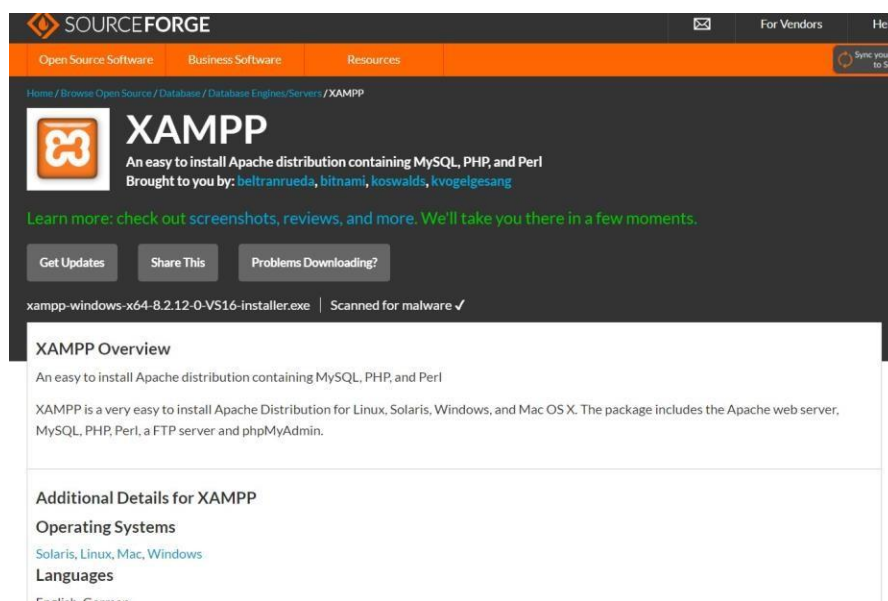 SOURCEFORGE
For Vendors
He
Open Source Software
Business Software
Resources
Sync you
to S
Home / Browse Open Source / Database / Database Engines/Servers / XAMPP
XAMPP
An easy to install Apache distribution containing MySQL, PHP, and Perl
Brought to you by: beltranrueda, bitnami, koswalds, kvogelgesang
Learn more: check out screenshots, reviews, and more. We'll take you there in a few moments.
Get Updates
Share This
Problems Downloading?
xampp-windows-x64-8.2.12-0-VS16-installer.exe | Scanned for malware ✓
XAMPP Overview
An easy to install Apache distribution containing MySQL, PHP, and Perl
XAMPP is a very easy to install Apache Distribution for Linux, Solaris, Windows, and Mac OS X. The package includes the Apache web server,
MySQL, PHP, Perl, a FTP server and phpMyAdmin.
Additional Details for XAMPP
Operating Systems
Solaris, Linux, Mac, Windows
Languages
English, German